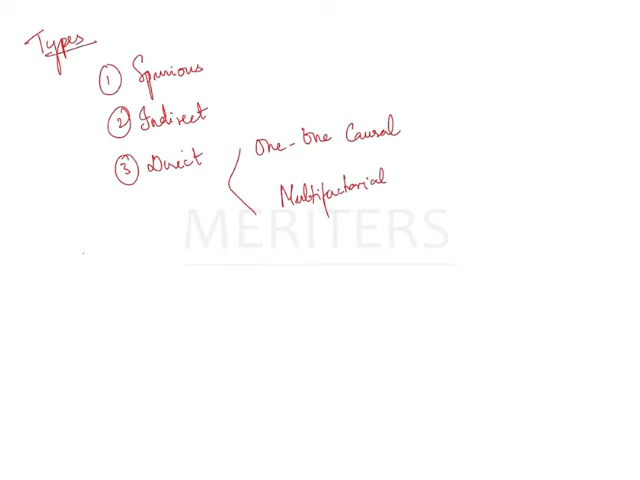 Types
① Spurious
② Indirect
③ Direct
One - One Causal
Multifactorial
MERITERS